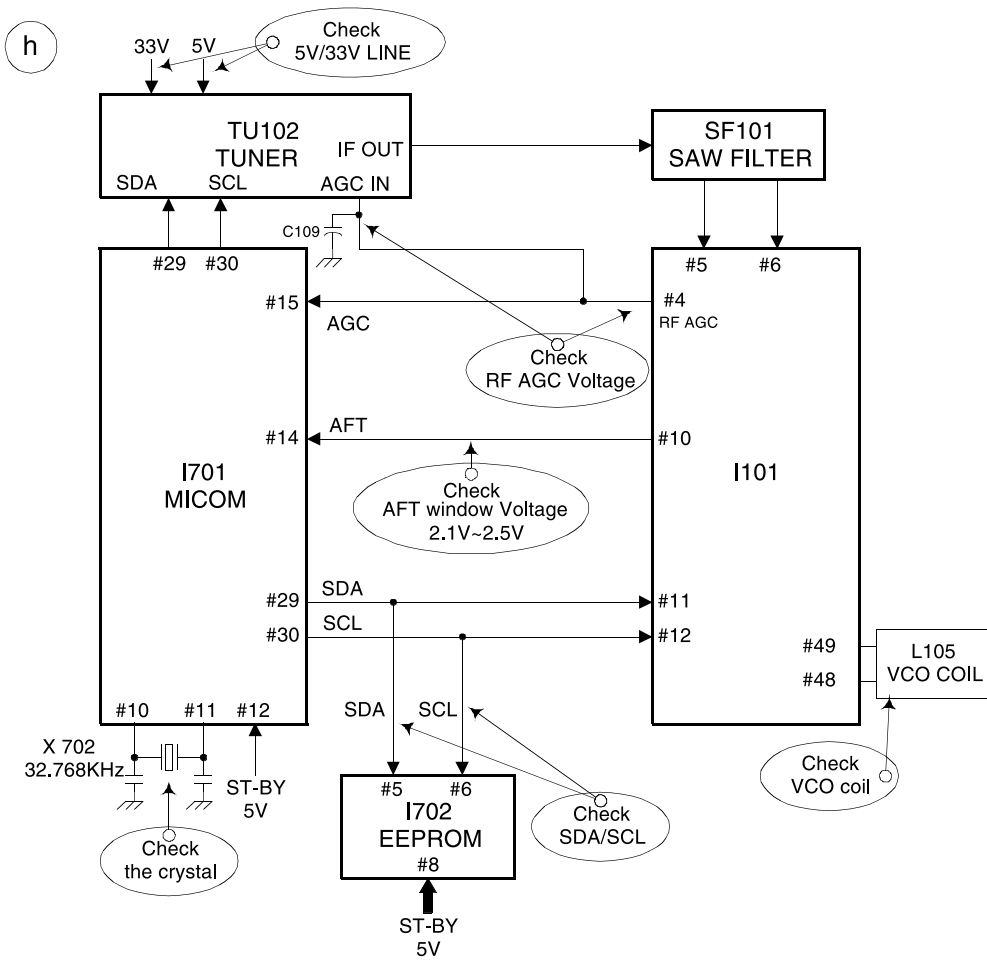 h
33V
5V
Check
5V/33V LINE
TU102
TUNER
IF OUT
SDA
SCL
AGC IN
SF101
SAW FILTER
C109
#29
#30
#5
#6
#15
AGC
#4
RF AGC
Check
RF AGC Voltage
#14
AFT
#10
I701
MICOM
Check
AFT window Voltage
2.1V~2.5V
I101
#29
SDA
#11
#30
SCL
#12
#49
#48
L105
VCO COIL
#10
#11
#12
SDA
SCL
X 702
32.768KHz
ST-BY
5V
Check
VCO coil
#5
#6
I702
EEPROM
#8
Check
SDA/SCL
Check
the crystal
ST-BY
5V